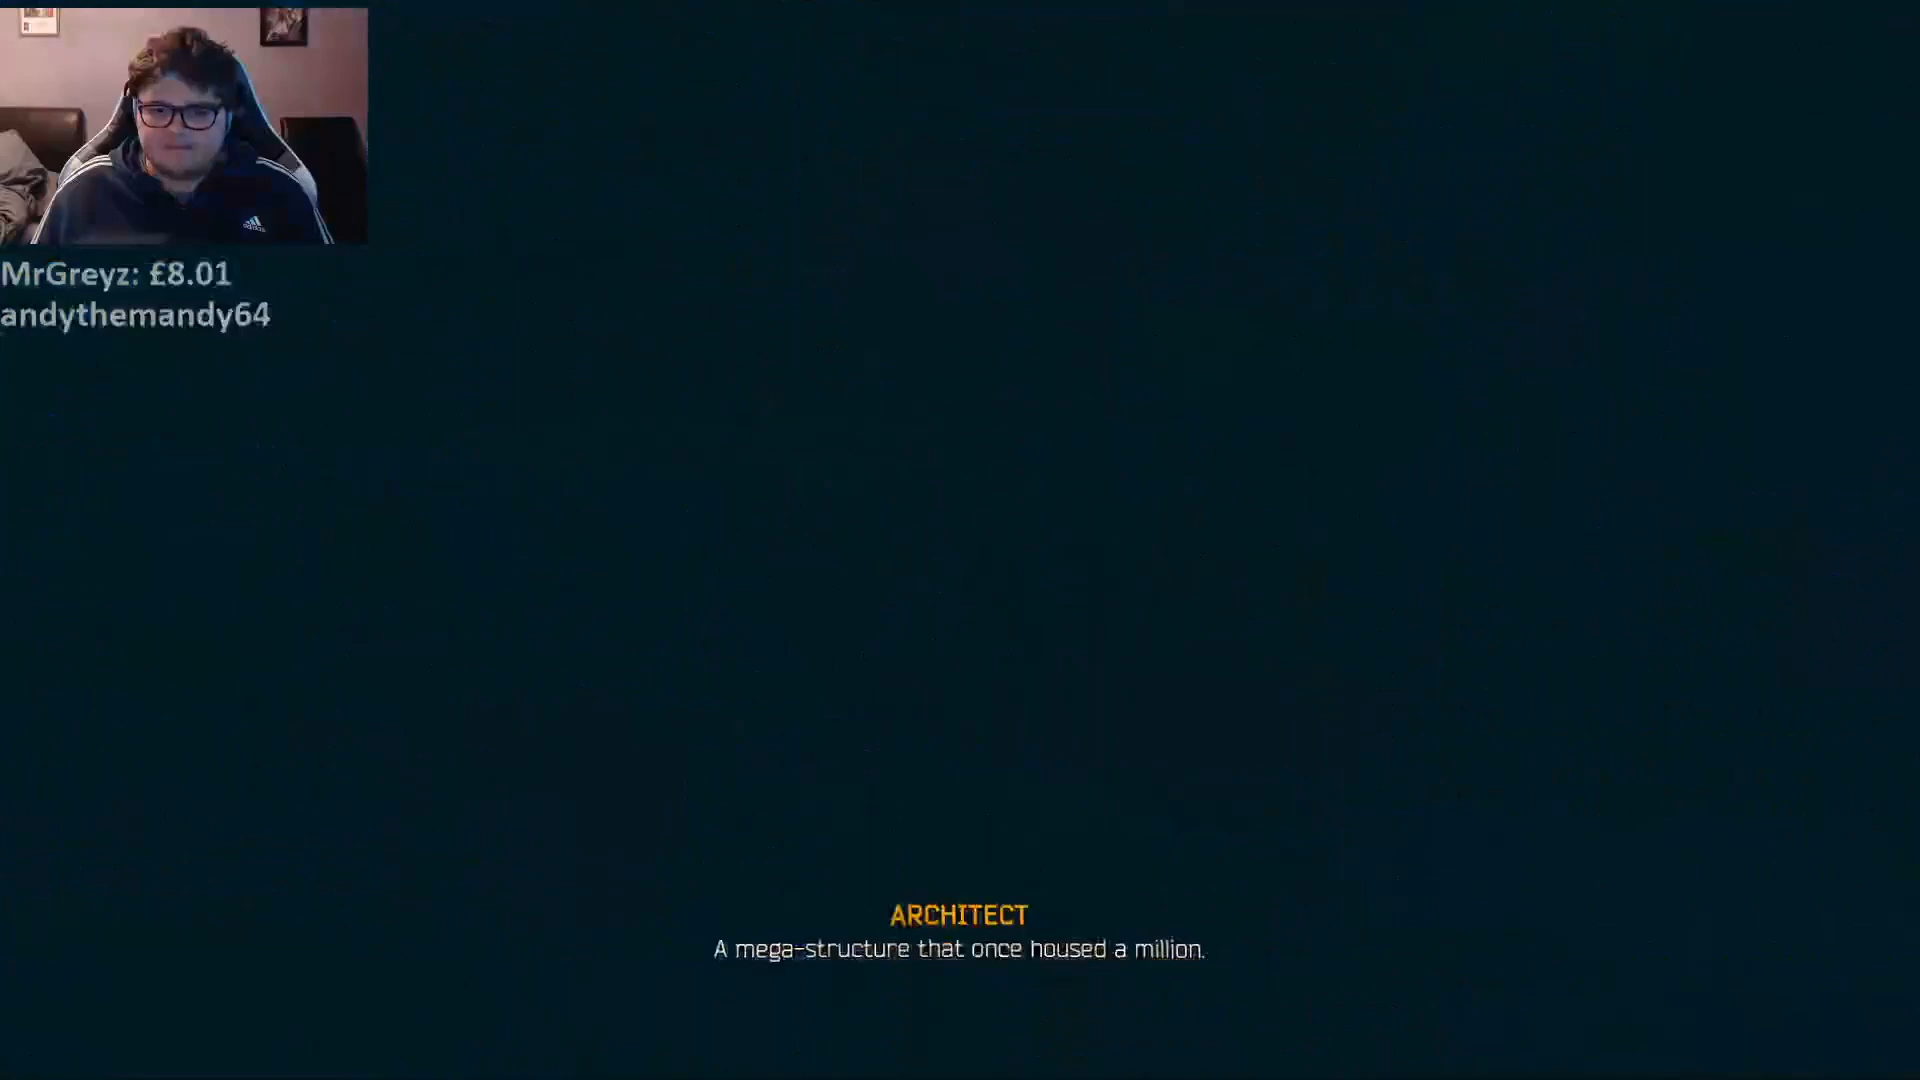 MrGreyz: £8.01
andythemandy64
ARCHITECT
A mega-structure that once housed a million.